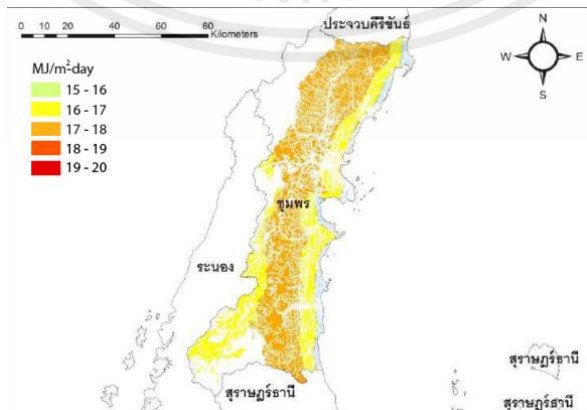 ประจวบคีรีขันธ์
0 10 20 40 60 80
Kilometers
N
W E
S
MJ/m²-day
15 - 16
16 - 17
17 - 18
18 - 19
19 - 20
ชุมพร
ระนอง
สุราษฎร์ธานี
สุราษฎร์ธานี
สุราษฎร์ธานี